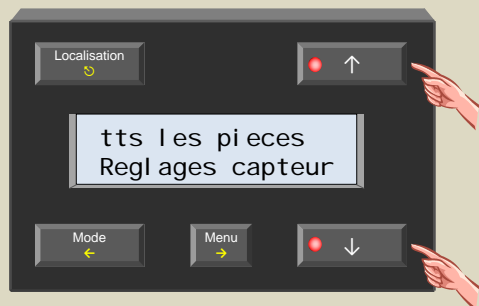 Localisation
tts les pieces
Reglages capteur
Mode
Menu